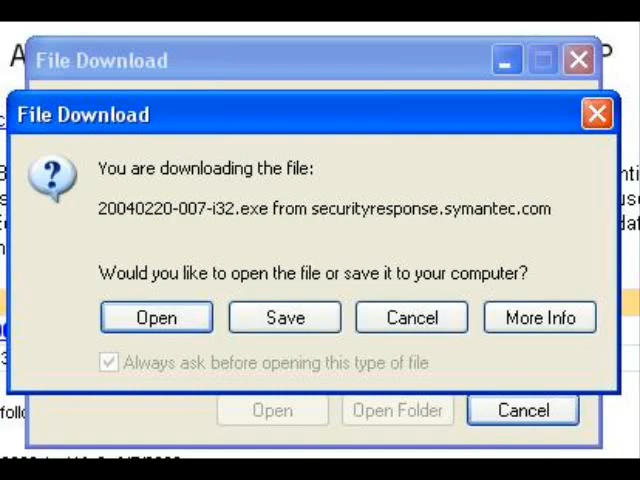 File Download
File Download
You are downloading the file:
20040220-007-i32.exe from securityresponse.symantec.com
Would you like to open the file or save it to your computer?
Open Save Cancel More Info
Always ask before opening this type of file
Open Open Folder Cancel